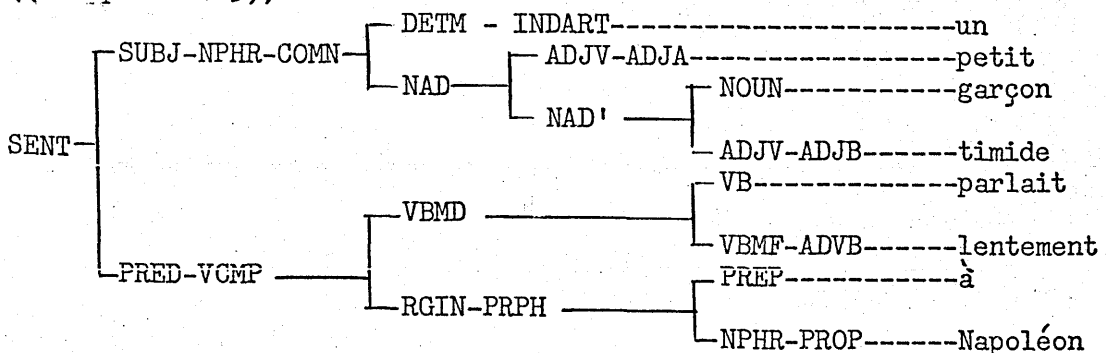 DETM - INDART un
SUBJ-NPHR-COMN ADJV-ADJA petit
NAD NOUN garçon
NAD'
SENT ADJV-ADJB timide
VB parlait
VBMD
VBMF-ADVB lentement
PRED-VCMP PREP à
RGIN-PRPH
NPHR-PROP Napoléon